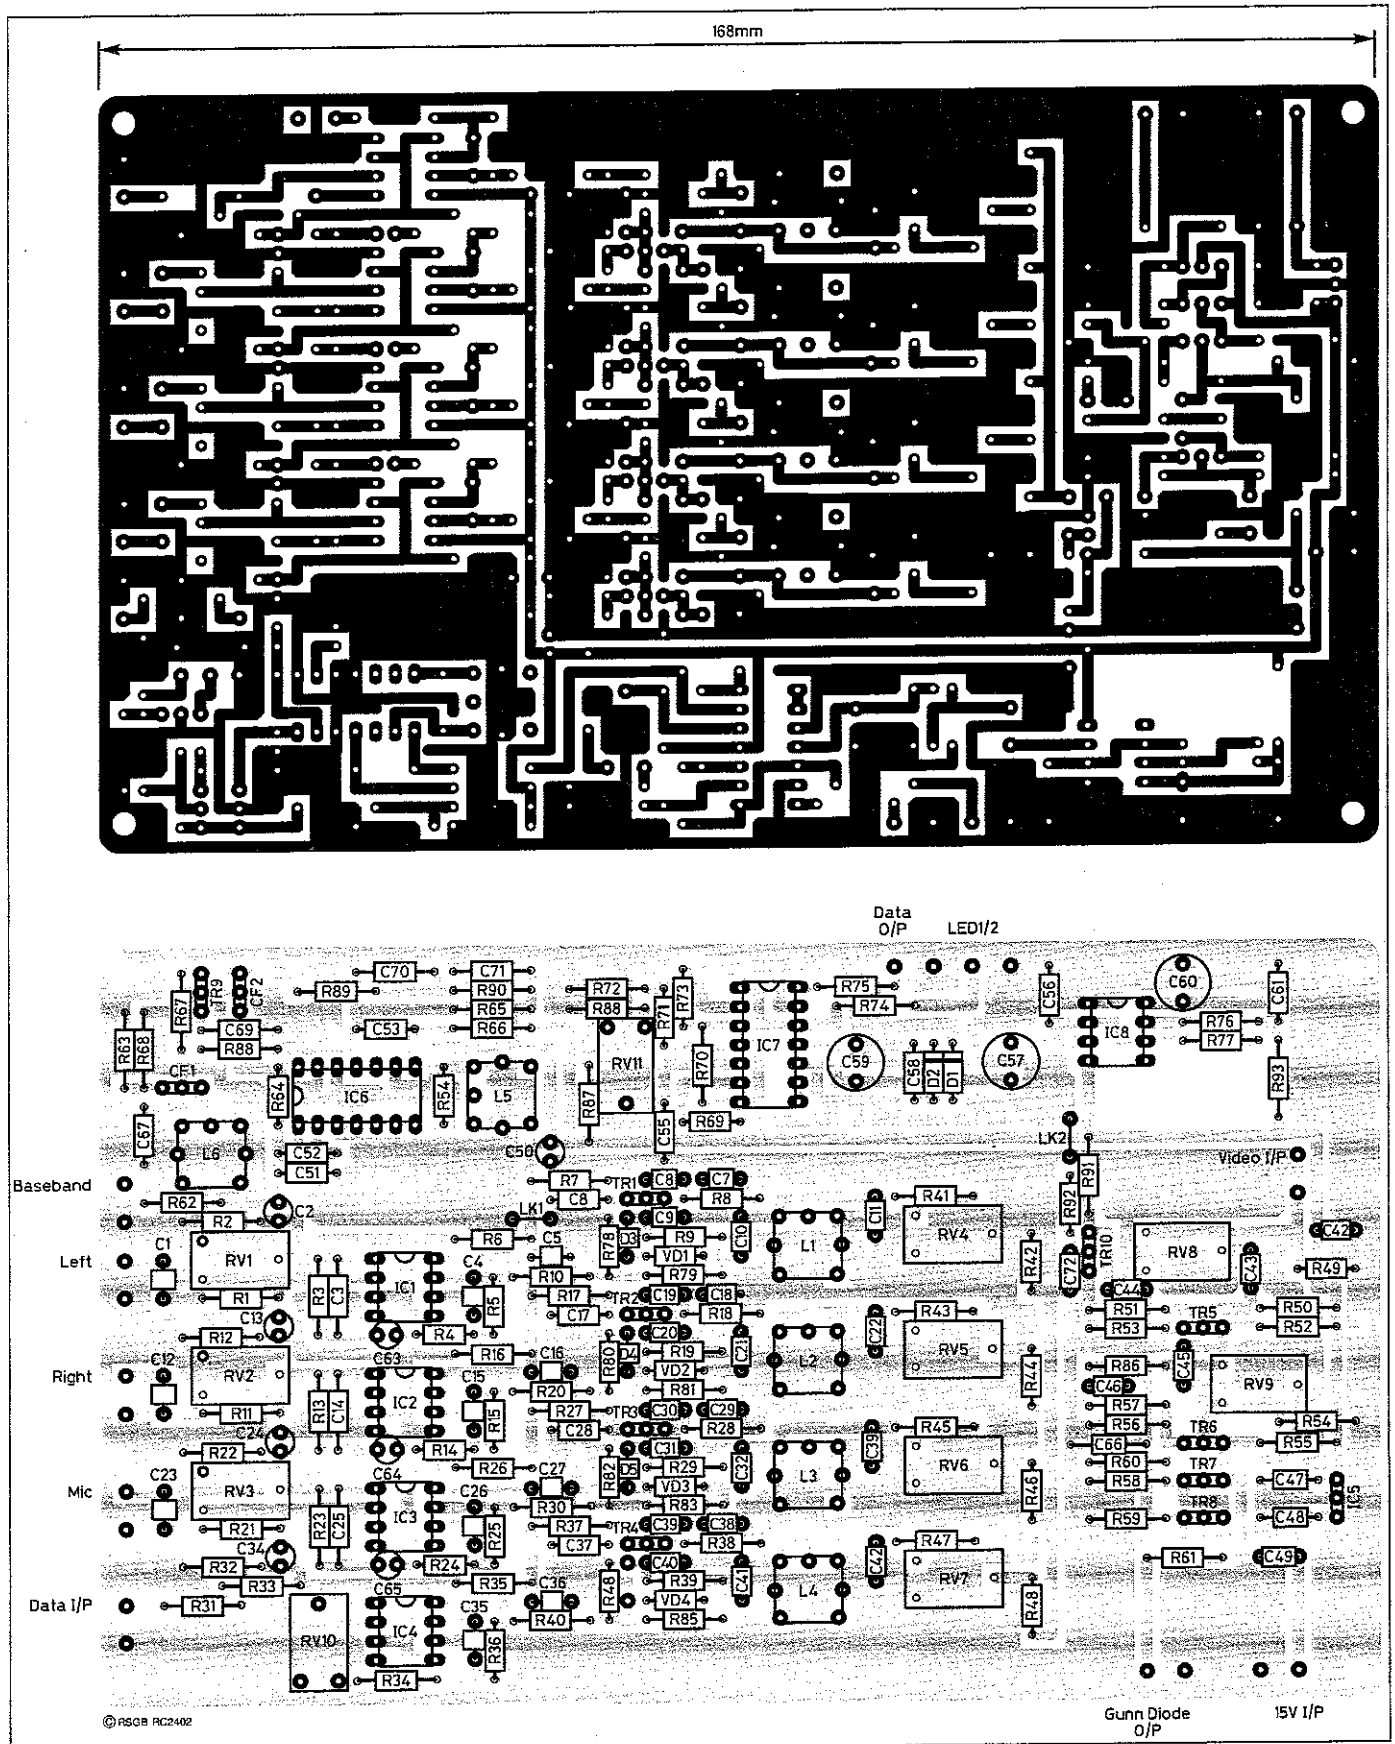 168mm
Data
O/P
LED1/2
C70
C71
R89
R90
R72
R73
R75
C56
C60
C61
R67
TR9
CF2
R65
R88
R71
R74
C69
C53
R66
R76
R63
R68
R88
RV11
R70
IC7
C59
C58
D2
D1
C57
IC8
R77
CF1
R64
IC6
R54
L5
R87
R93
C67
L6
C52
C50
C55
R69
LK2
C51
R91
Video I/P
Baseband
R62
C2
R7
TR1
C8
C7
C8
R8
R41
R92
R2
LK1
C9
C11
RV4
C42
Left
C1
RV1
R6
C5
R78
D3
R9
C10
L1
R42
TR10
RV8
C43
R3
C3
IC1
C4
VD1
C72
R49
R10
R79
R1
R5
R17
TR2
C19
C18
C44
C13
C17
R18
R43
R51
R50
R12
R4
C20
C22
R53
TR5
R52
C63
R16
R80
D4
R19
C21
L2
RV5
Right
C12
RV2
C16
VD2
R44
R86
C45
RV9
R13
C14
IC2
C15
R20
R81
C46
R11
R15
R27
TR3
C30
C29
R57
C24
C28
R28
R45
R56
R54
R22
R14
C31
C39
C66
TR6
R55
C64
R26
R82
D5
R29
C32
L3
RV6
R60
TR7
Mic
C23
RV3
C27
VD3
R46
R58
C47
IC5
R23
C25
IC3
C26
R30
R83
TR8
R21
R25
R37
TR4
C39
C38
R59
C48
C34
C37
R38
R47
R32
R24
C40
C42
R61
C49
R33
C65
R35
C36
R48
R39
C41
L4
RV7
Data I/P
R31
IC4
C35
VD4
R48
R40
R85
RV10
R36
R34
© RSGB RC2402
Gunn Diode
O/P
15V I/P